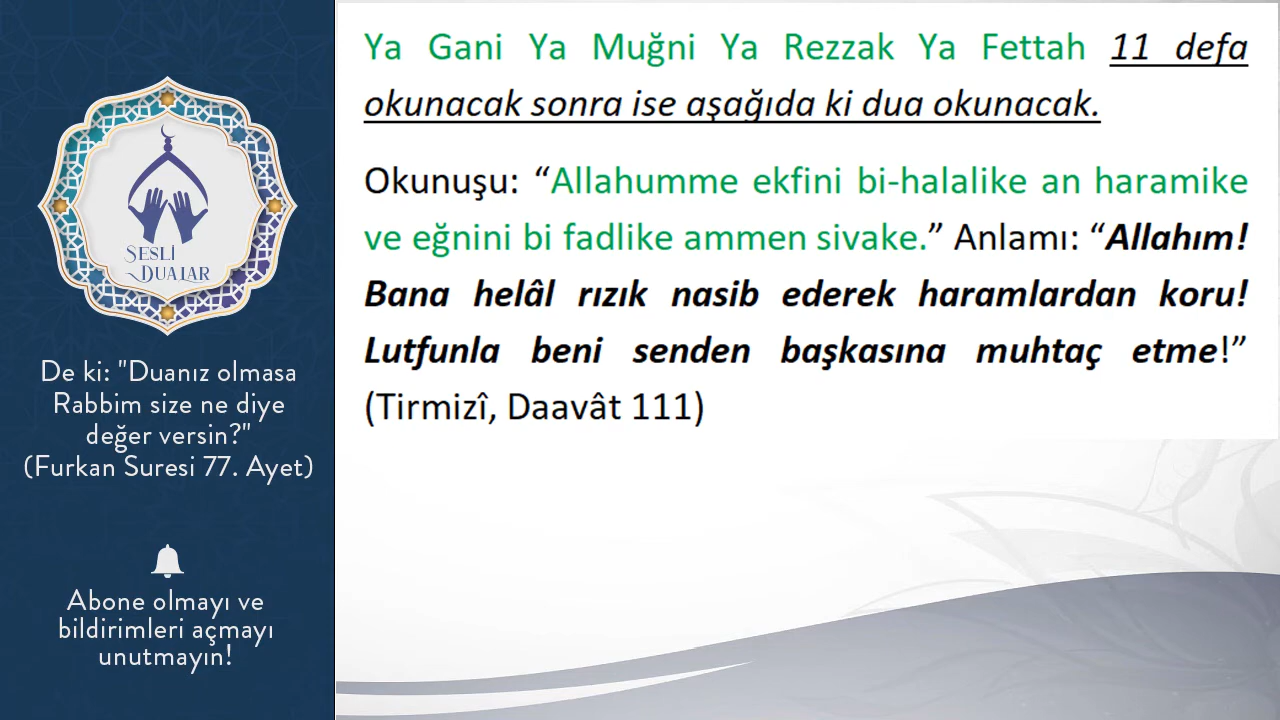 SESLİ
DUALAR
De ki: "Duanız olmasa
Rabbim size ne diye
değer versin?"
(Furkan Suresi 77. Ayet)
Abone olmayı ve
bildirimleri açmayı
unutmayın!
Ya Gani Ya Muğni Ya Rezzak Ya Fettah 11 defa
okunacak sonra ise aşağıda ki dua okunacak.
Okunuşu: “Allahumme ekfini bi-halalike an haramike
ve eğnini bi fadlike ammen sivake.” Anlamı: “Allahım!
Bana helâl rızık nasib ederek haramlardan koru!
Lutfunla beni senden başkasına muhtaç etme!”
(Tirmizî, Daavât 111)